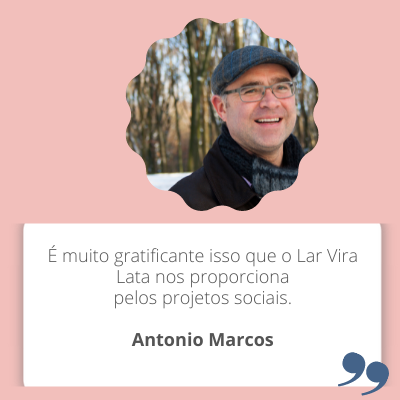 É muito gratificante isso que o Lar Vira
Lata nos proporciona
pelos projetos sociais.
Antonio Marcos